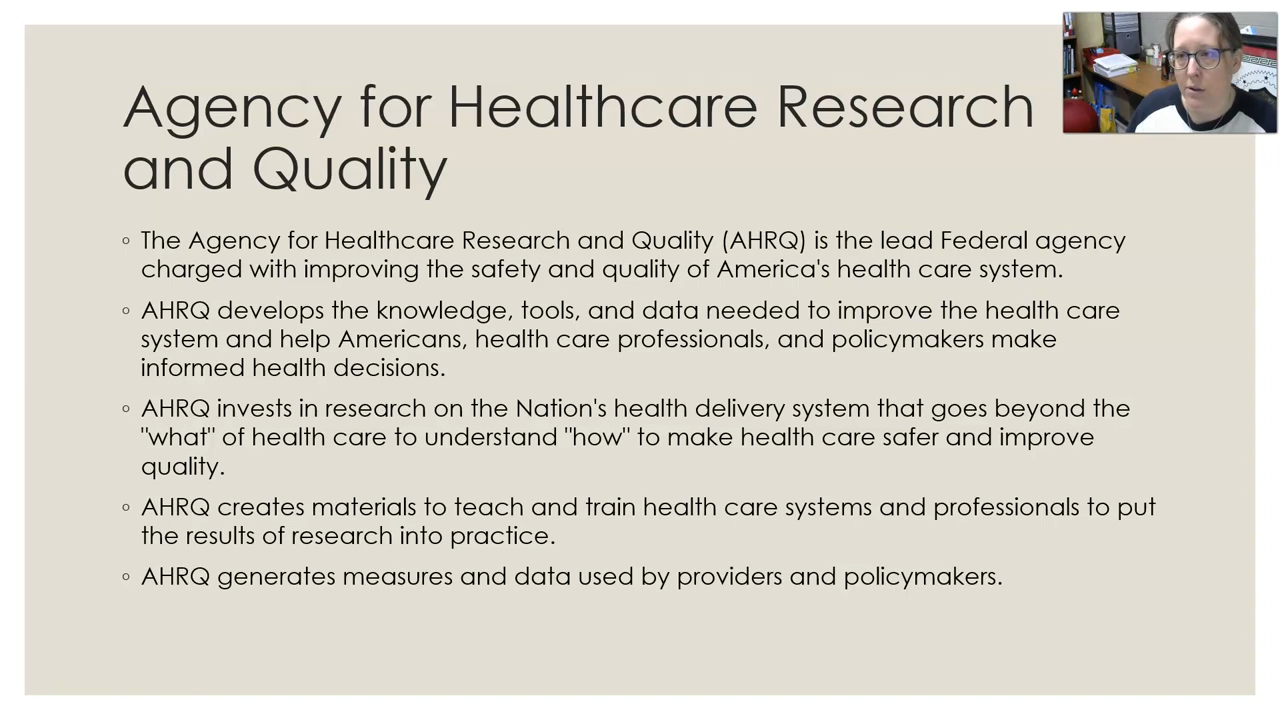 Agency for Healthcare Research
and Quality
◦ The Agency for Healthcare Research and Quality (AHRQ) is the lead Federal agency
charged with improving the safety and quality of America's health care system.
◦ AHRQ develops the knowledge, tools, and data needed to improve the health care
system and help Americans, health care professionals, and policymakers make
informed health decisions.
◦ AHRQ invests in research on the Nation's health delivery system that goes beyond the
"what" of health care to understand "how" to make health care safer and improve
quality.
◦ AHRQ creates materials to teach and train health care systems and professionals to put
the results of research into practice.
◦ AHRQ generates measures and data used by providers and policymakers.